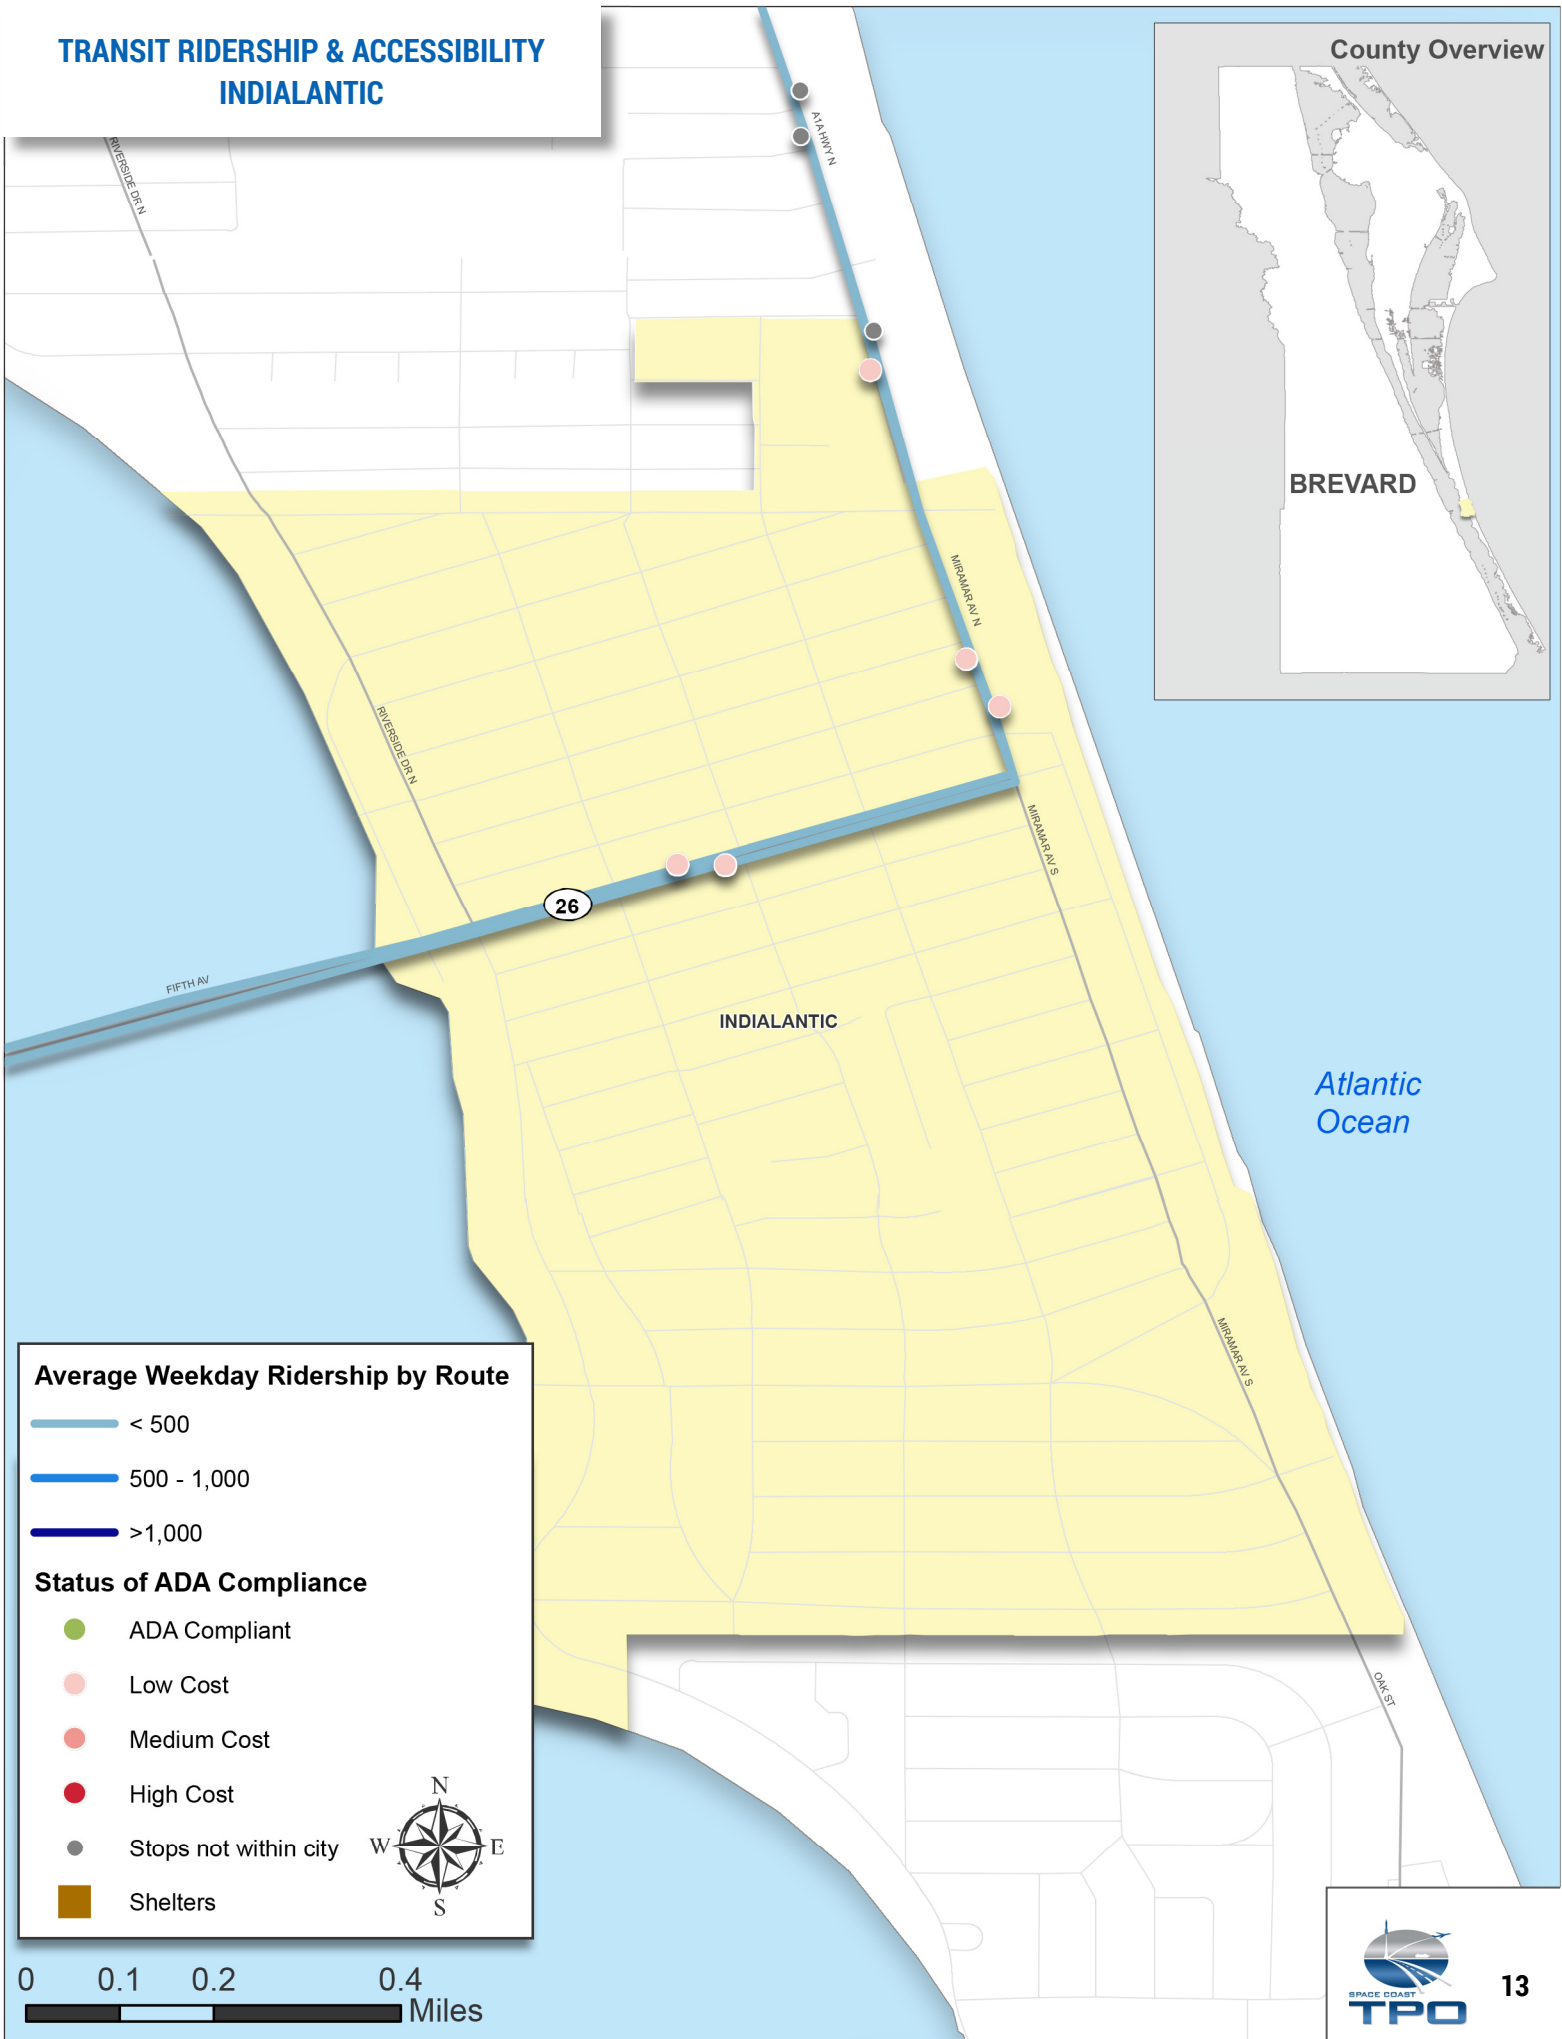 TRANSIT RIDERSHIP & ACCESSIBILITY
INDIALANTIC
County Overview
BREVARD
RIVERSIDE DR N
A1A HWY N
MIRAMAR AV N
RIVERSIDE DR N
MIRAMAR AV S
26
FIFTH AV
INDIALANTIC
Atlantic
Ocean
MIRAMAR AV S
OAK ST
Average Weekday Ridership by Route
< 500
500 - 1,000
>1,000
Status of ADA Compliance
ADA Compliant
Low Cost
Medium Cost
High Cost
Stops not within city
Shelters
N
W
E
S
0 0.1 0.2 0.4
Miles
SPACE COAST
TPO
13